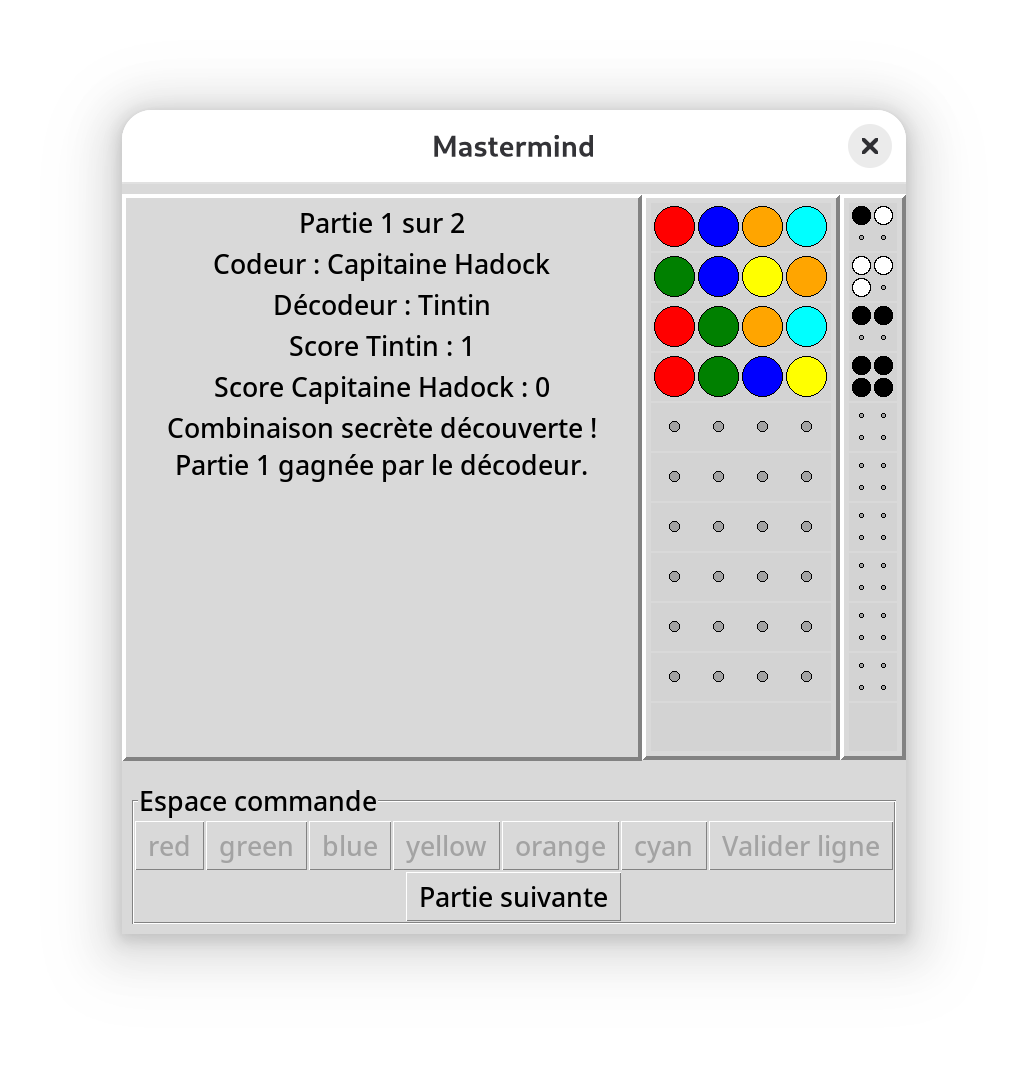 Mastermind
Partie 1 sur 2
Codeur : Capitaine Hadock
Décodeur : Tintin
Score Tintin : 1
Score Capitaine Hadock : 0
Combinaison secrète découverte !
Partie 1 gagnée par le décodeur.
Espace commande
red green blue yellow orange cyan Valider ligne
Partie suivante